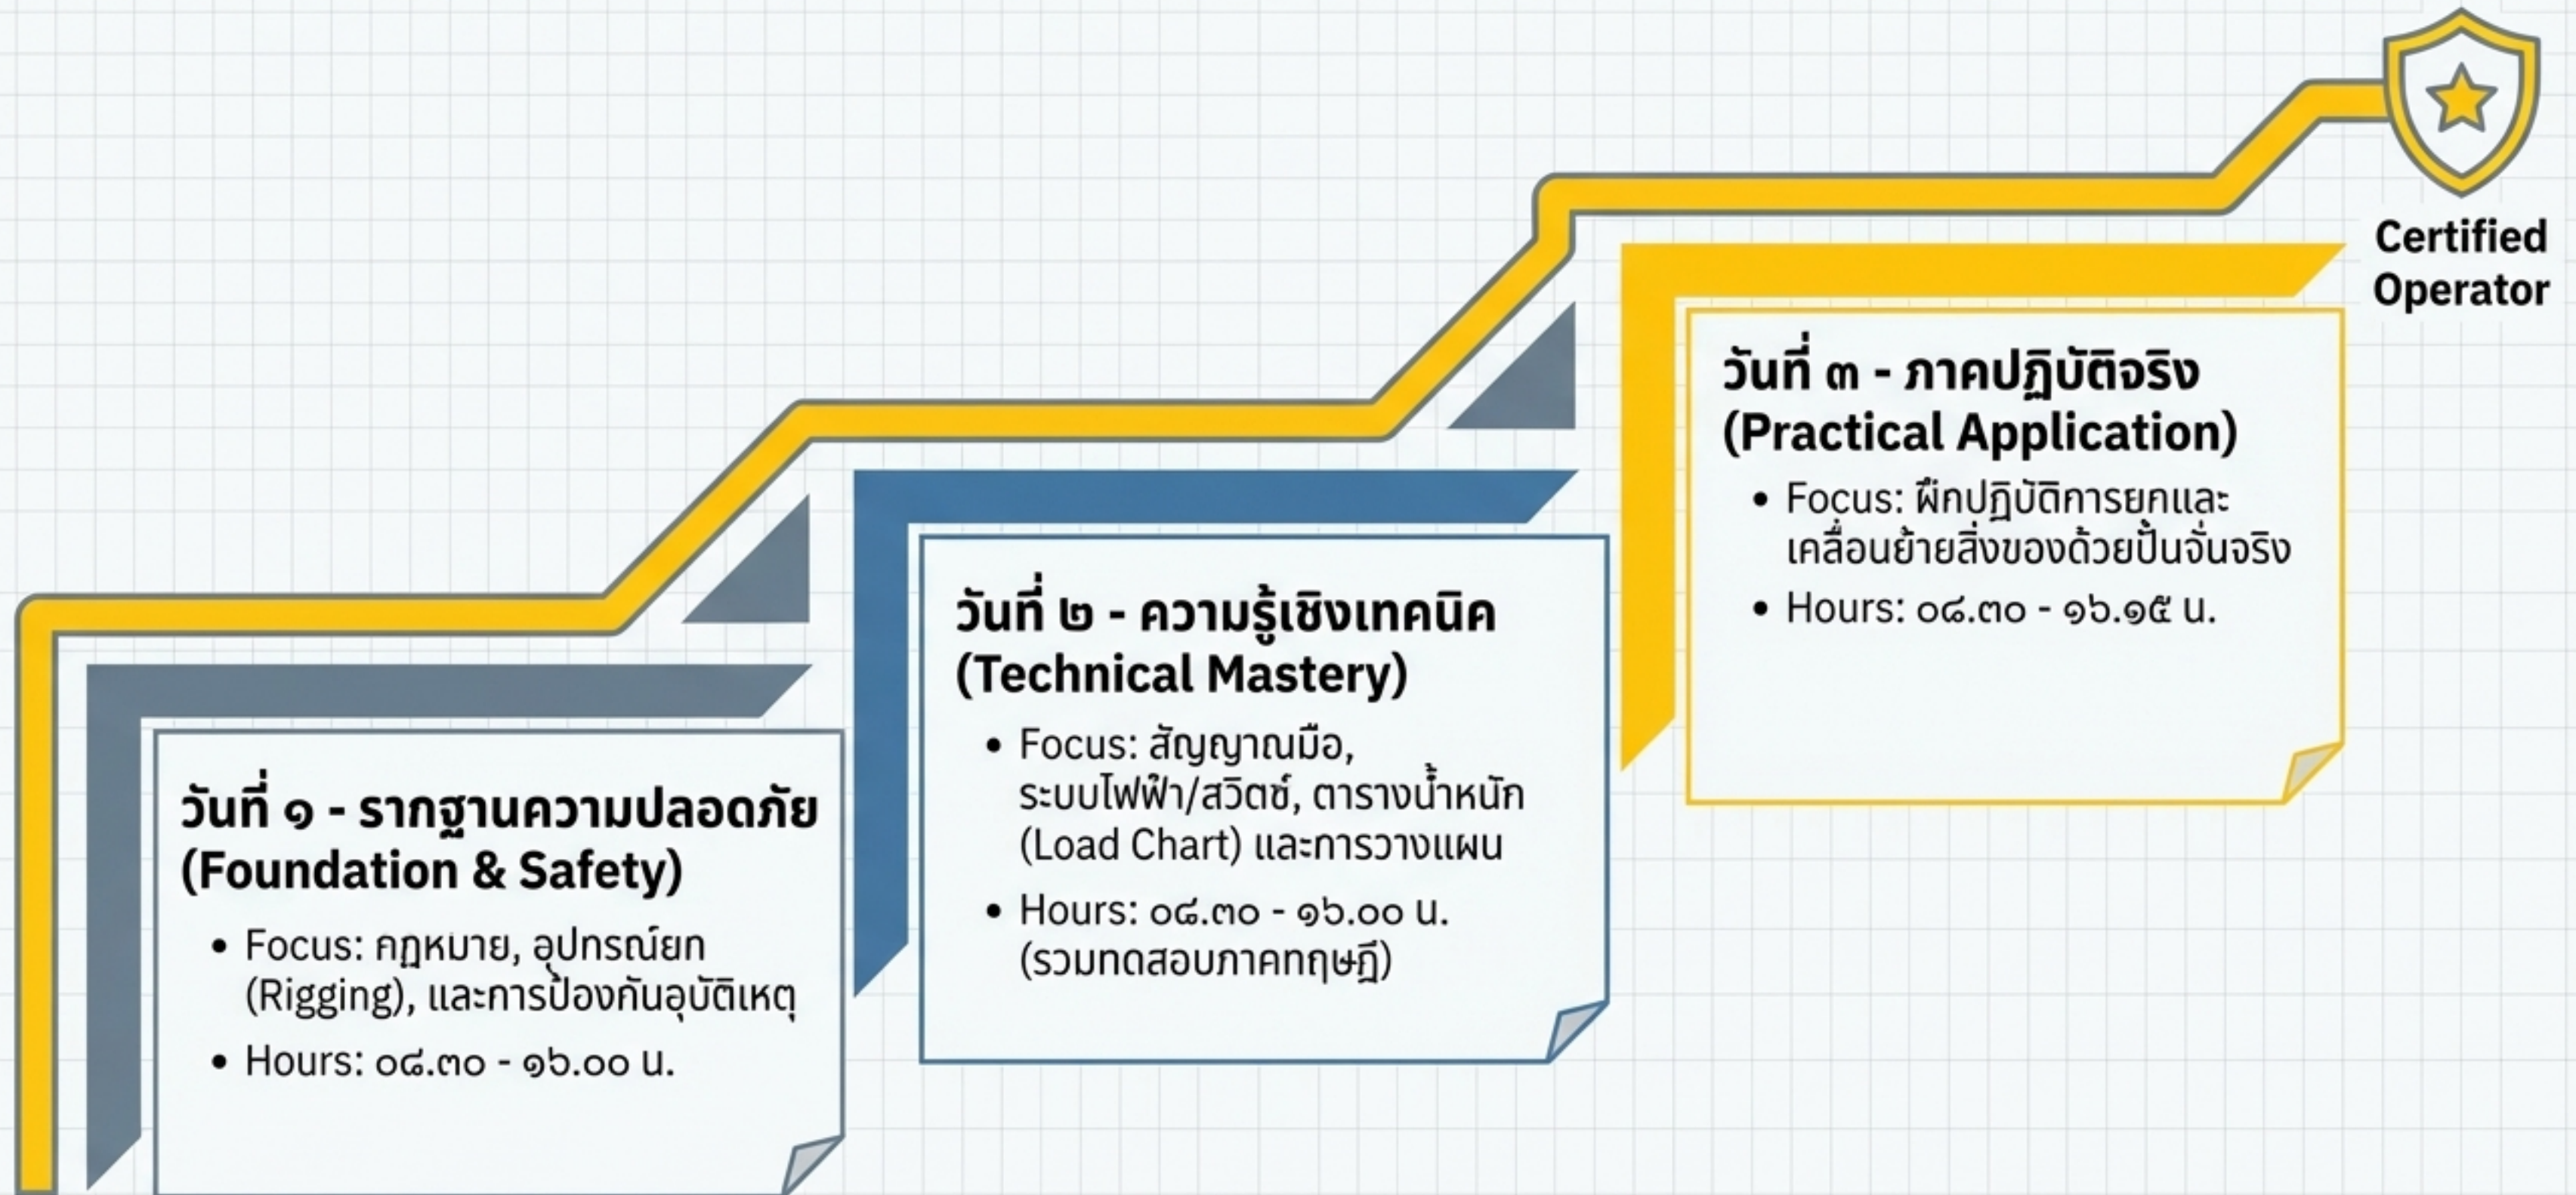 วันที่ ๑ - รากฐานความปลอดภัย
(Foundation & Safety)
• Focus: คฎหมาย, อุปกรณ์ยก
(Rigging), และการป้องกันอุบัติเหตุ
• Hours: ๐๘.๓๐ - ๑๖.๐๐ น.
วันที่ ๒ - ความรู้เชิงเทคนิค
(Technical Mastery)
• Focus: สัญญาณมือ,
ระบบไฟฟ้า/สวิตช์, ตารางน้ำหนัก
(Load Chart) และการวางแผน
• Hours: ๐๘.๓๐ - ๑๖.๐๐ น.
(รวมทดสอบภาคทฤษฎี)
วันที่ ๓ - ภาคปฏิบัติจริง
(Practical Application)
• Focus: ฝึกปฏิบัติการยกและ
เคลื่อนย้ายสิ่งของด้วยปั้นจั่นจริง
• Hours: ๐๘.๓๐ - ๑๖.๑๕ น.
Certified
Operator